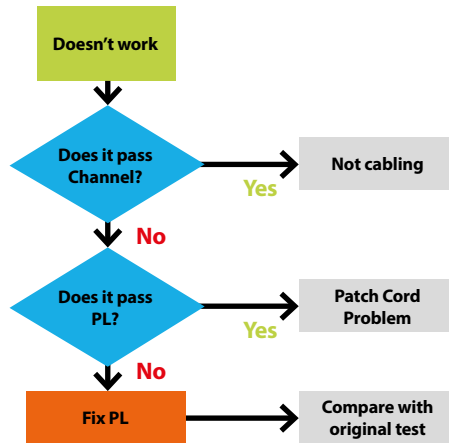 Doesn't work
Does it pass
Channel?
Yes
Not cabling
No
Does it pass
PL?
Yes
Patch Cord
Problem
No
Fix PL
Compare with
original test